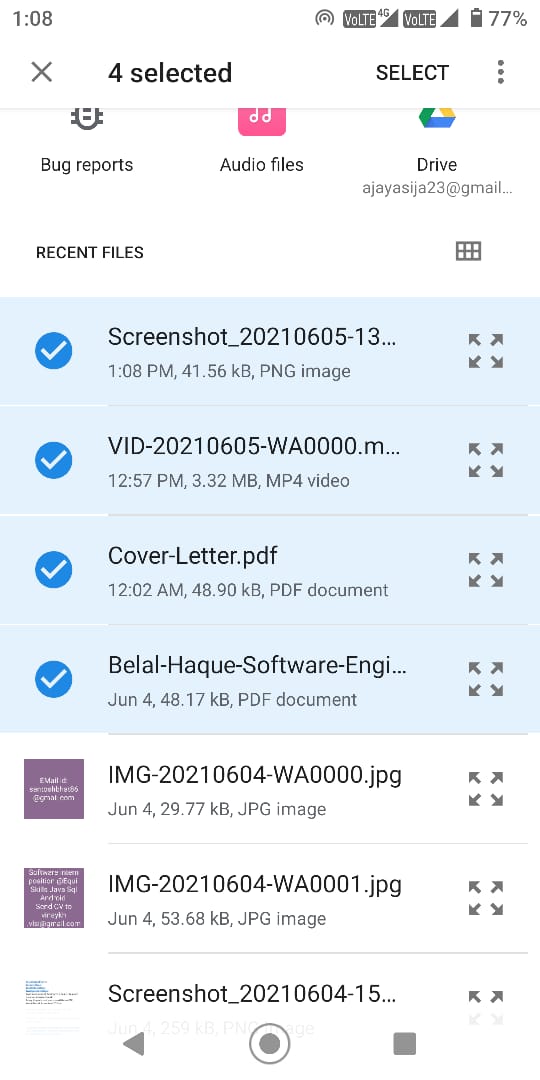 1:08
VoLTE 4G VoLTE 77%
4 selected SELECT
Bug reports Audio files Drive
ajayasija23@gmail...
RECENT FILES
Screenshot_20210605-13...
1:08 PM, 41.56 kB, PNG image
VID-20210605-WA0000.m...
12:57 PM, 3.32 MB, MP4 video
Cover-Letter.pdf
12:02 AM, 48.90 kB, PDF document
Belal-Haque-Software-Engi...
Jun 4, 48.17 kB, PDF document
EMail id:
santoshbhat86
@gmail.com
IMG-20210604-WA0000.jpg
Jun 4, 29.77 kB, JPG image
Software intern
position @Equi
Skills Java Sql
Android
Send CV to
vinaykh
.vlsi@gmail.com
IMG-20210604-WA0001.jpg
Jun 4, 53.68 kB, JPG image
Screenshot_20210604-15...
Jun 4, 259 kB, PNG image